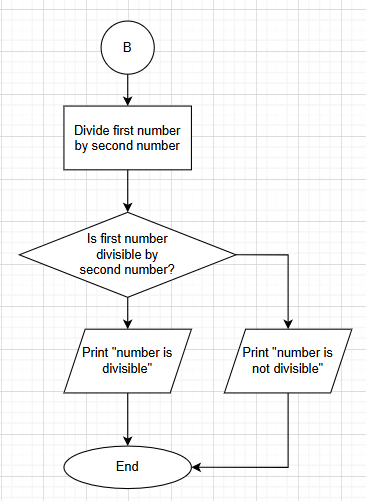 B
Divide first number
by second number
Is first number
divisible by
second number?
Print "number is
divisible"
Print "number is
not divisible"
End